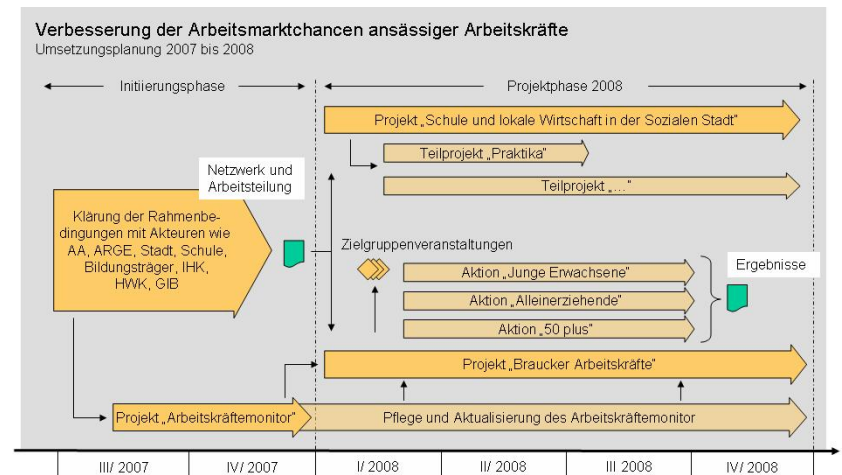 Verbesserung der Arbeitsmarktchancen ansässiger Arbeitskräfte
Umsetzungsplanung 2007 bis 2008
Initiierungsphase
Projektphase 2008
Projekt „Schule und lokale Wirtschaft in der Sozialen Stadt“
Teilprojekt „Praktika“
Teilprojekt „...“
Netzwerk und
Arbeitsteilung
Klärung der Rahmenbe-
dingungen mit Akteuren wie
AA, ARGE, Stadt, Schule,
Bildungsträger, IHK,
HWK, GIB
Zielgruppenveranstaltungen
Aktion „Junge Erwachsene“
Aktion „Alleinerziehende“
Aktion „50 plus“
Ergebnisse
Projekt „Braucker Arbeitskräfte“
Projekt „Arbeitskräftemonitor“
Pflege und Aktualisierung des Arbeitskräftemonitor
III/ 2007
IV/ 2007
I/ 2008
II/ 2008
III 2008
IV/ 2008